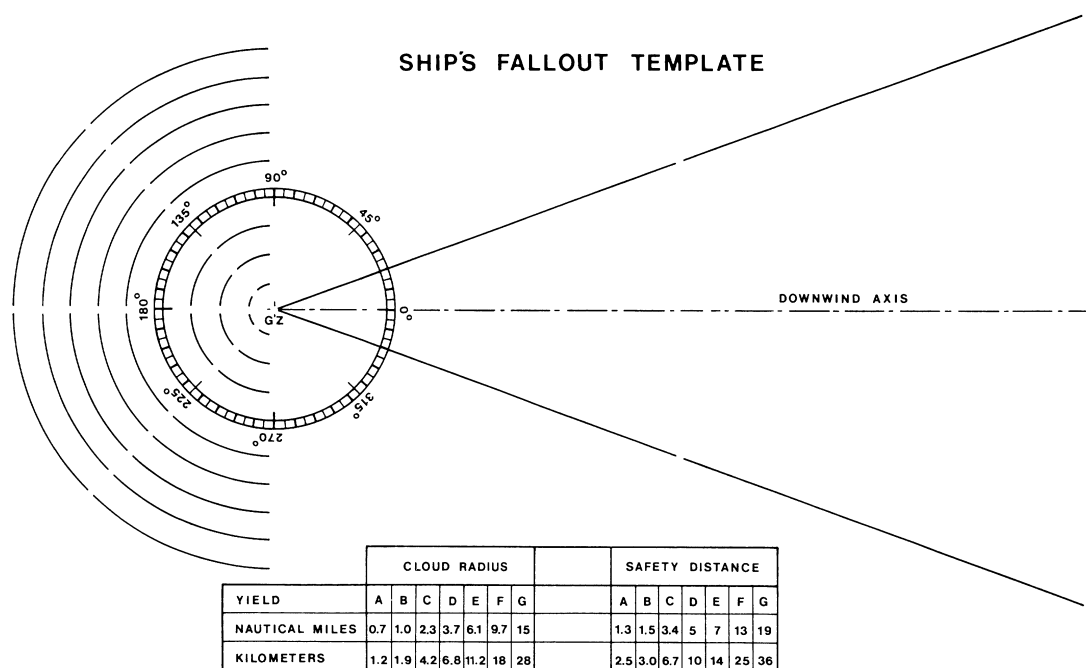 SHIP'S FALLOUT TEMPLATE
90°
135°
45°
180°
G'Z
0°
DOWNWIND AXIS
225°
315°
270°
CLOUD RADIUS SAFETY DISTANCE
YIELD A B C D E F G A B C D E F G
NAUTICAL MILES 0.7 1.0 2.3 3.7 6.1 9.7 15 1.3 1.5 3.4 5 7 13 19
KILOMETERS 1.2 1.9 4.2 6.8 11.2 18 28 2.5 3.0 6.7 10 14 25 36